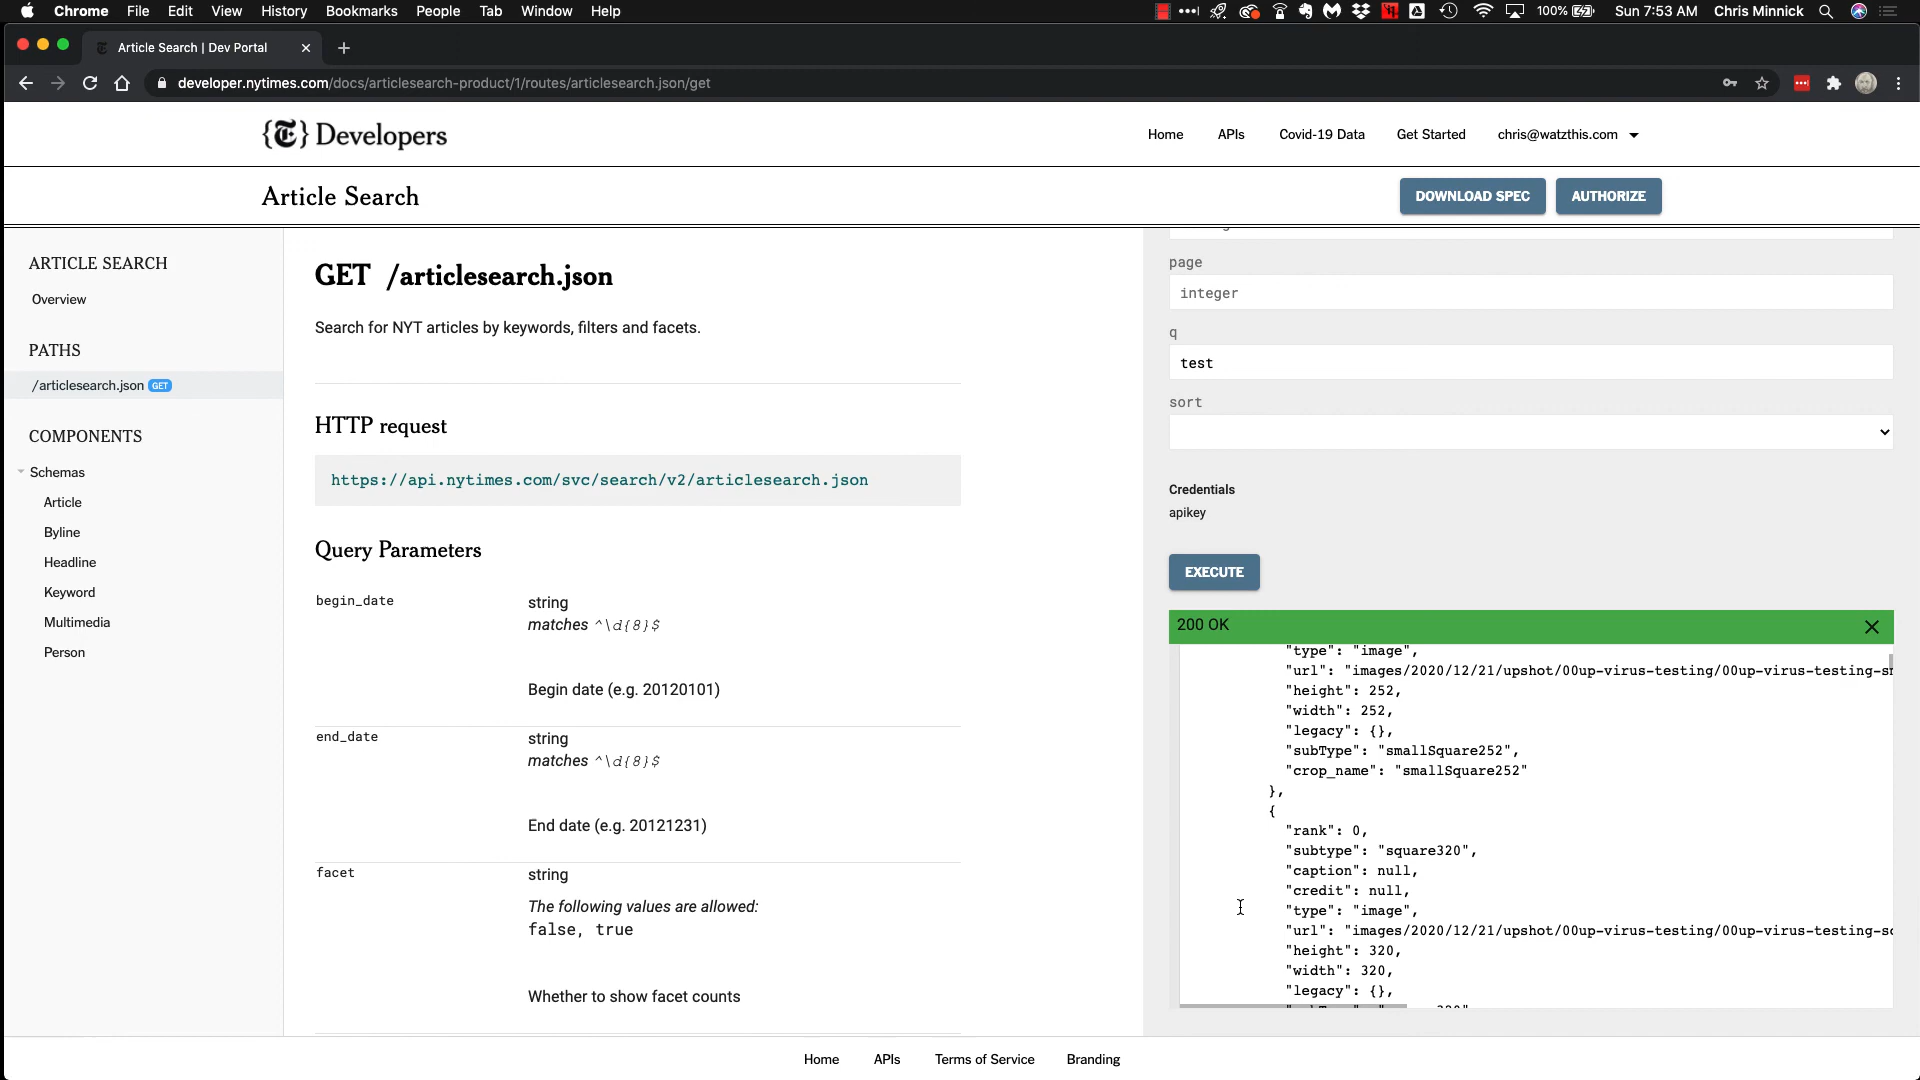 Chrome File Edit View History Bookmarks People Tab Window Help 100% Sun 7:53 AM Chris Minnick
Article Search | Dev Portal
developer.nytimes.com/docs/articlesearch-product/1/routes/articlesearch.json/get
{T} Developers
Home APIs Covid-19 Data Get Started chris@watzthis.com
Article Search
DOWNLOAD SPEC AUTHORIZE
ARTICLE SEARCH
Overview
PATHS
/articlesearch.json GET
COMPONENTS
Schemas
Article
Byline
Headline
Keyword
Multimedia
Person
GET /articlesearch.json
Search for NYT articles by keywords, filters and facets.
HTTP request
https://api.nytimes.com/svc/search/v2/articlesearch.json
Query Parameters
begin_date string
matches ^\d{8}$
Begin date (e.g. 20120101)
end_date string
matches ^\d{8}$
End date (e.g. 20121231)
facet string
The following values are allowed:
false, true
Whether to show facet counts
page
integer
q
test
sort
Credentials
apikey
EXECUTE
200 OK
"type": "image",
"url": "images/2020/12/21/upshot/00up-virus-testing/00up-virus-testing-s
"height": 252,
"width": 252,
"legacy": {},
"subType": "smallSquare252",
"crop_name": "smallSquare252"
},
{
"rank": 0,
"subtype": "square320",
"caption": null,
"credit": null,
"type": "image",
"url": "images/2020/12/21/upshot/00up-virus-testing/00up-virus-testing-s
"height": 320,
"width": 320,
"legacy": {},
Home APIs Terms of Service Branding